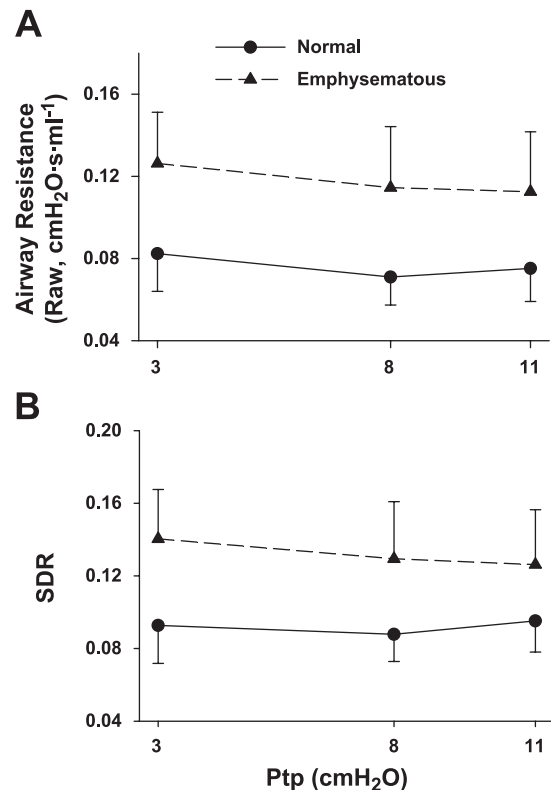 A
Normal
Emphysematous
Airway Resistance
(Raw, cmH₂O·s·ml⁻¹)
0.16
0.12
0.08
0.04
3
8
11
B
SDR
0.20
0.16
0.12
0.08
0.04
3
8
11
Ptp (cmH₂O)